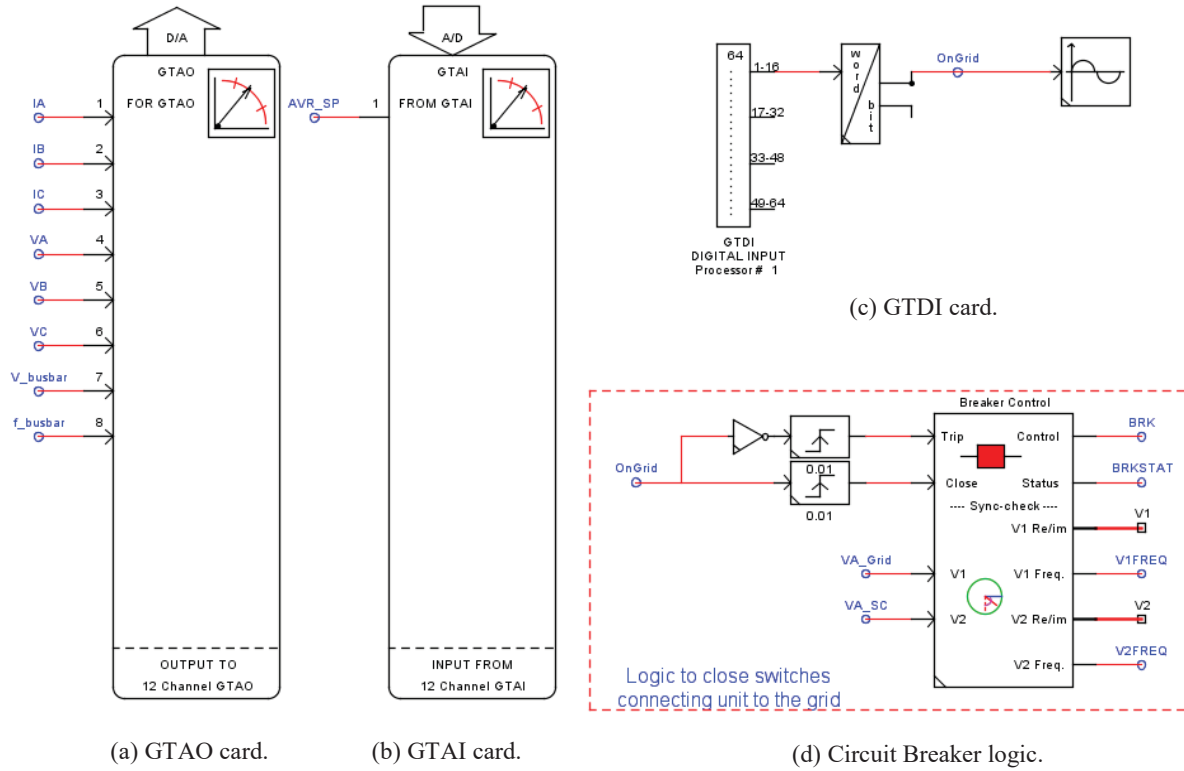 D/A
GTAO
FOR GTAO
IA
1
IB
2
IC
3
VA
4
VB
5
VC
6
V_busbar
7
f_busbar
8
OUTPUT TO
12 Channel GTAO
(a) GTAO card.
A/D
GTAI
FROM GTAI
AVR_SP
1
INPUT FROM
12 Channel GTAI
(b) GTAI card.
64
1-16
17-32
33-48
49-64
GTDI
DIGITAL INPUT
Processor # 1
word
bit
OnGrid
(c) GTDI card.
Breaker Control
OnGrid
0.01
0.01
Trip
Control
BRK
Close
Status
BRKSTAT
---- Sync-check ----
V1 Re/im
V1
VA_Grid
V1
V1 Freq.
V1FREQ
VA_SC
V2
V2 Re/im
V2
V2 Freq.
V2FREQ
Logic to close switches
connecting unit to the grid
(d) Circuit Breaker logic.